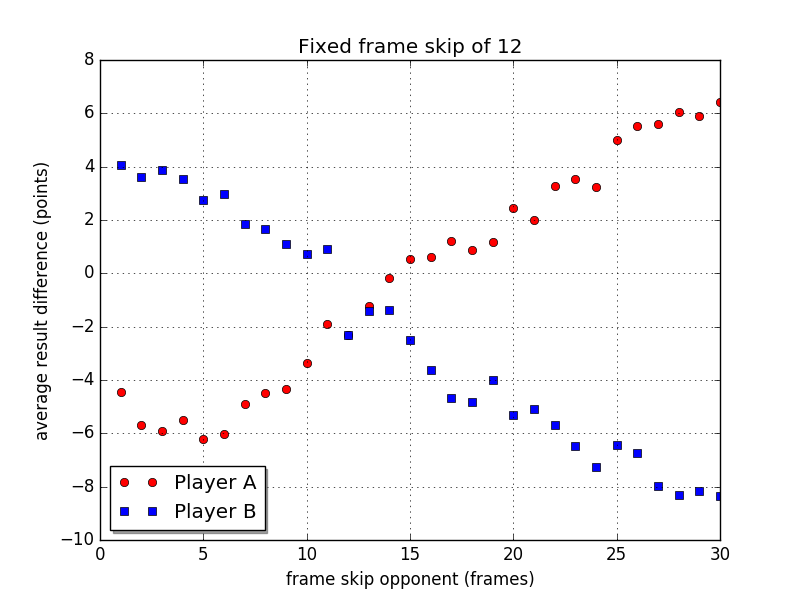 Fixed frame skip of 12
average result difference (points)
8
6
4
2
0
−2
−4
−6
−8
−10
Player A
Player B
0 5 10 15 20 25 30
frame skip opponent (frames)